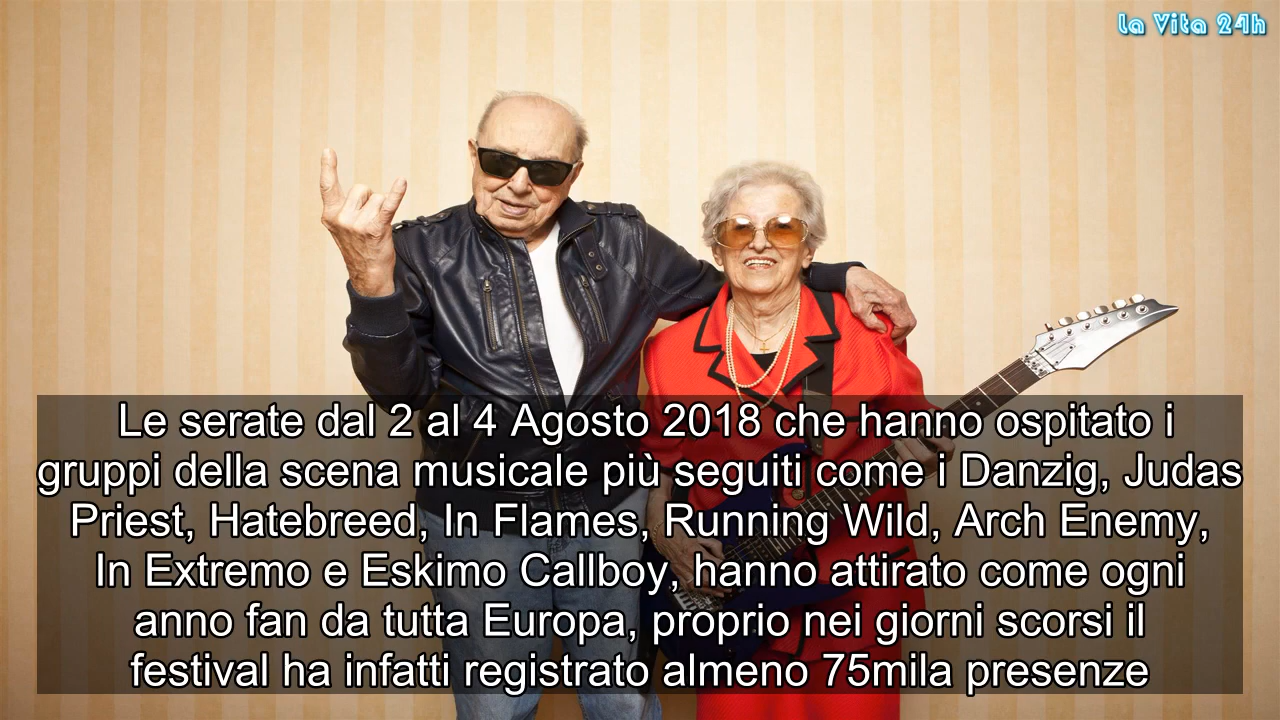 La Vita 24h
Le serate dal 2 al 4 Agosto 2018 che hanno ospitato i
gruppi della scena musicale più seguiti come i Danzig, Judas
Priest, Hatebreed, In Flames, Running Wild, Arch Enemy,
In Extremo e Eskimo Callboy, hanno attirato come ogni
anno fan da tutta Europa, proprio nei giorni scorsi il
festival ha infatti registrato almeno 75mila presenze